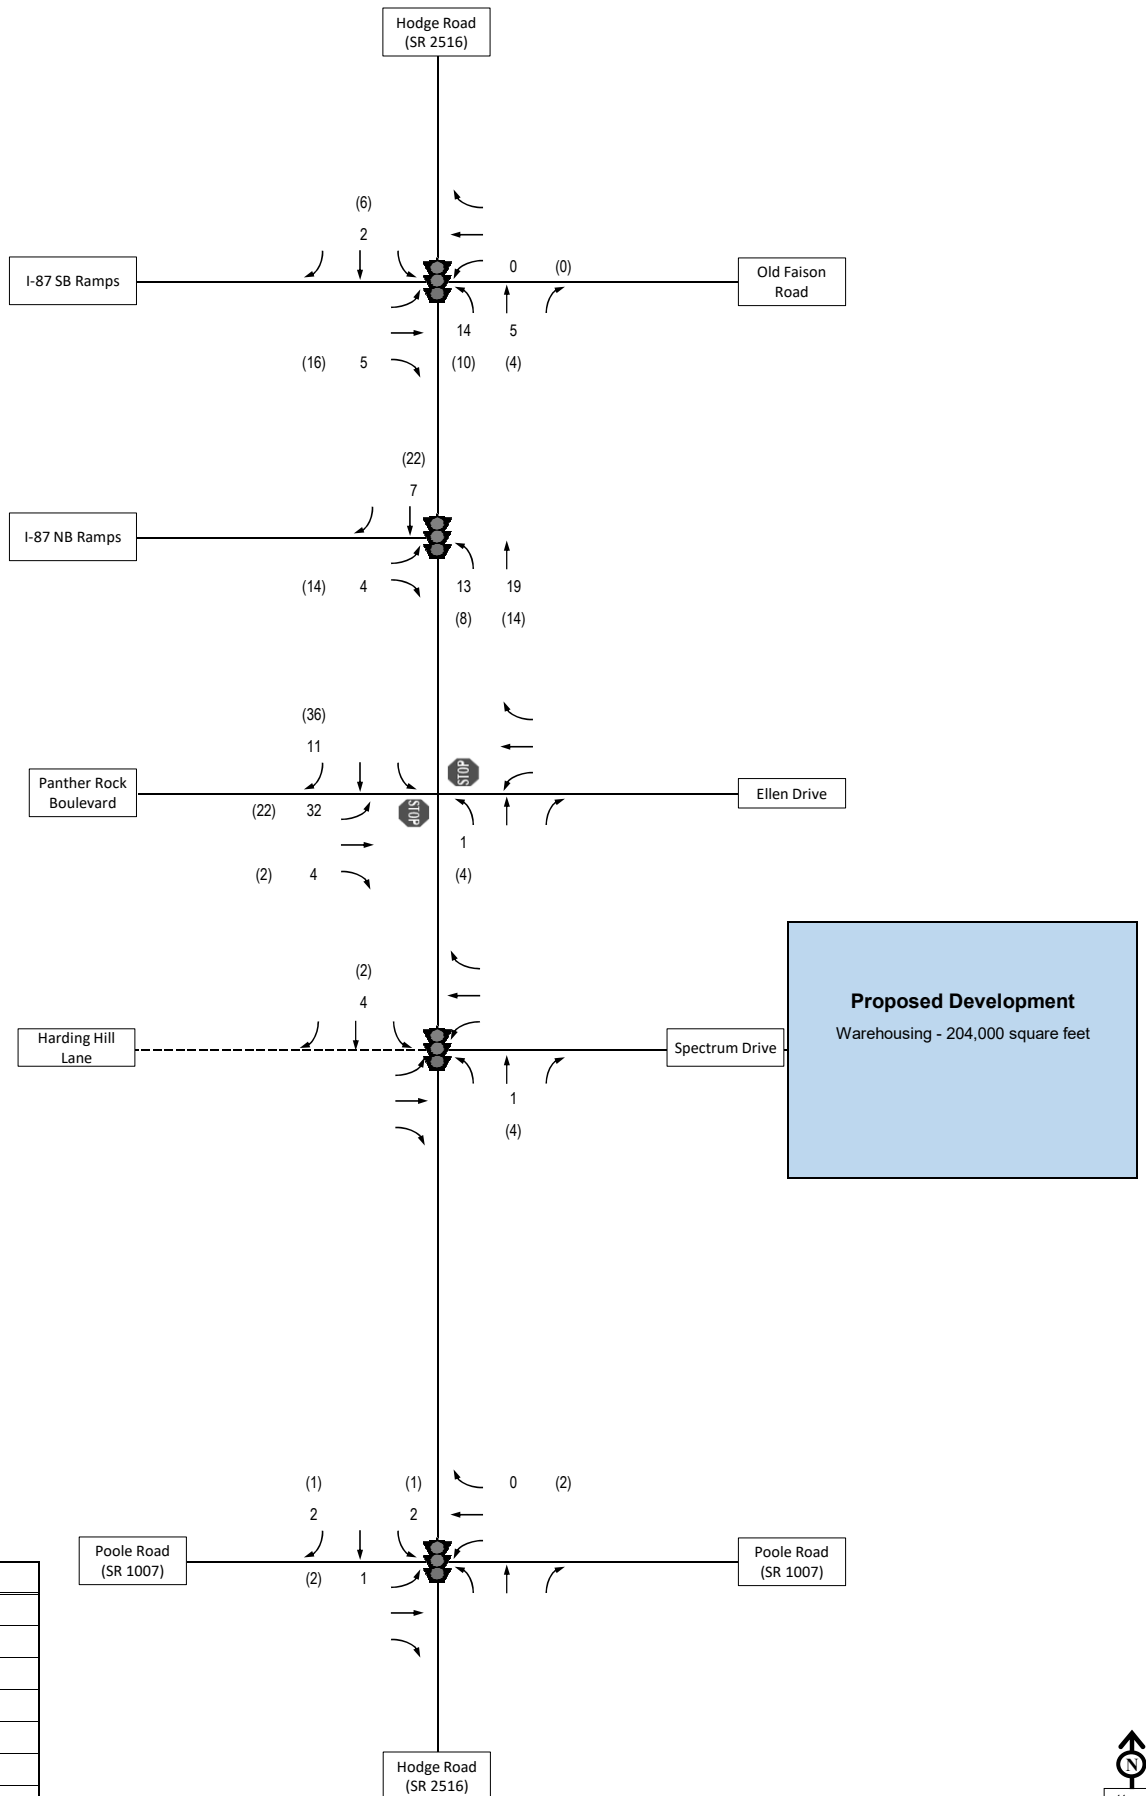 Hodge Road
(SR 2516)
(6)
2
I-87 SB Ramps
0 (0)
Old Faison
Road
14 5
(16) 5 (10) (4)
(22)
7
I-87 NB Ramps
(14) 4 13 19
(8) (14)
(36)
11
STOP
Panther Rock
Boulevard
Ellen Drive
(22) 32 STOP
1
(2) 4 (4)
(2)
4
Proposed Development
Warehousing - 204,000 square feet
Harding Hill
Lane
Spectrum Drive
1
(4)
(1) (1) 0 (2)
2 2
Poole Road
(SR 1007)
Poole Road
(SR 1007)
(2) 1
N
Hodge Road
(SR 2516)